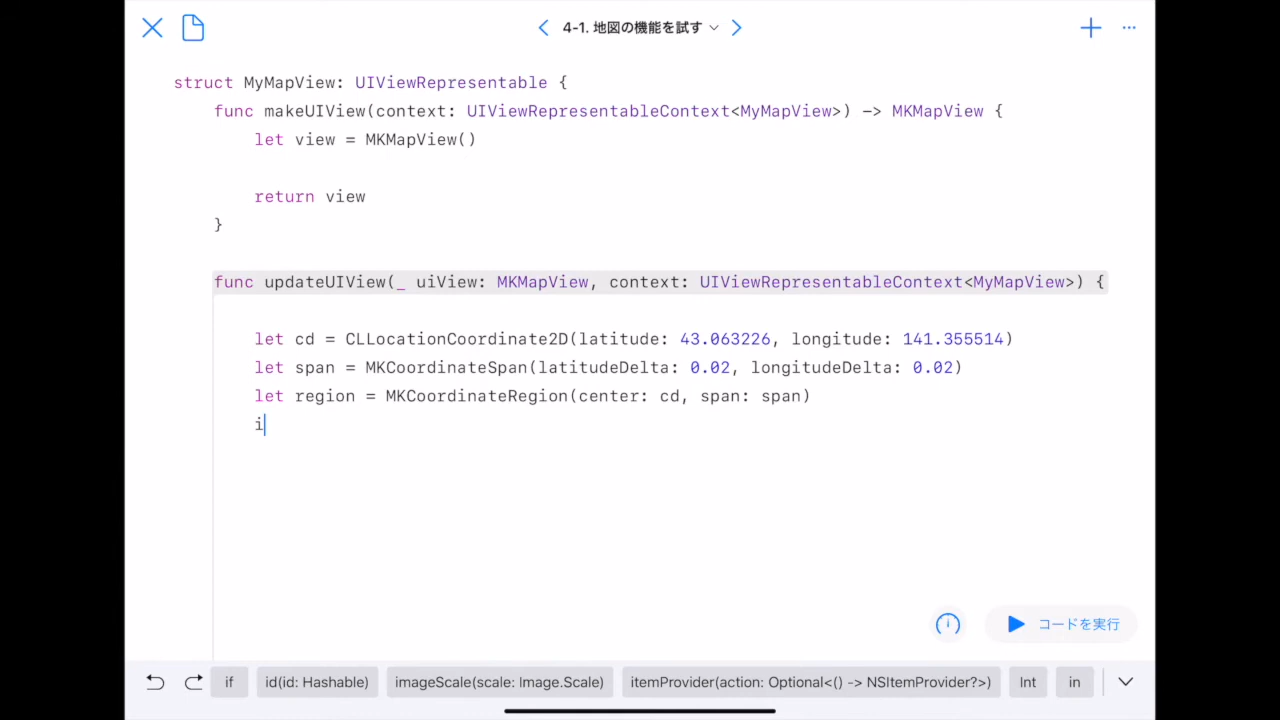 4-1. 地図の機能を試す
struct MyMapView: UIViewRepresentable {
func makeUIView(context: UIViewRepresentableContext<MyMapView>) -> MKMapView {
let view = MKMapView()
return view
}
func updateUIView(_ uiView: MKMapView, context: UIViewRepresentableContext<MyMapView>) {
let cd = CLLocationCoordinate2D(latitude: 43.063226, longitude: 141.355514)
let span = MKCoordinateSpan(latitudeDelta: 0.02, longitudeDelta: 0.02)
let region = MKCoordinateRegion(center: cd, span: span)
i
コードを実行
if id(id: Hashable) imageScale(scale: Image.Scale) itemProvider(action: Optional<() -> NSItemProvider?>) Int in